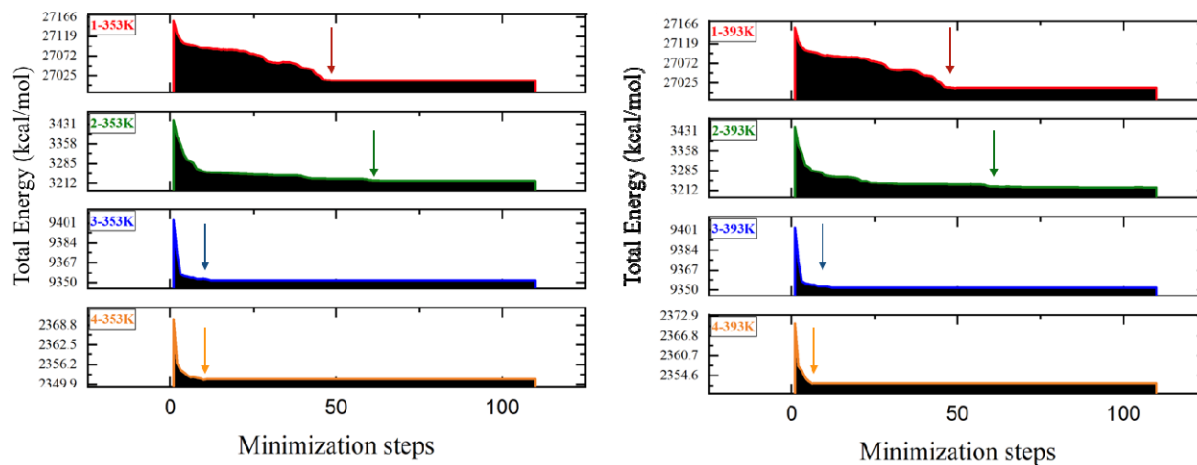 Total Energy (kcal/mol)
1-353K
27166
27119
27072
27025
2-353K
3431
3358
3285
3212
3-353K
9401
9384
9367
9350
4-353K
2368.8
2362.5
2356.2
2349.9
0 50 100
Minimization steps
Total Energy (kcal/mol)
1-393K
27166
27119
27072
27025
2-393K
3431
3358
3285
3212
3-393K
9401
9384
9367
9350
4-393K
2372.9
2366.8
2360.7
2354.6
0 50 100
Minimization steps